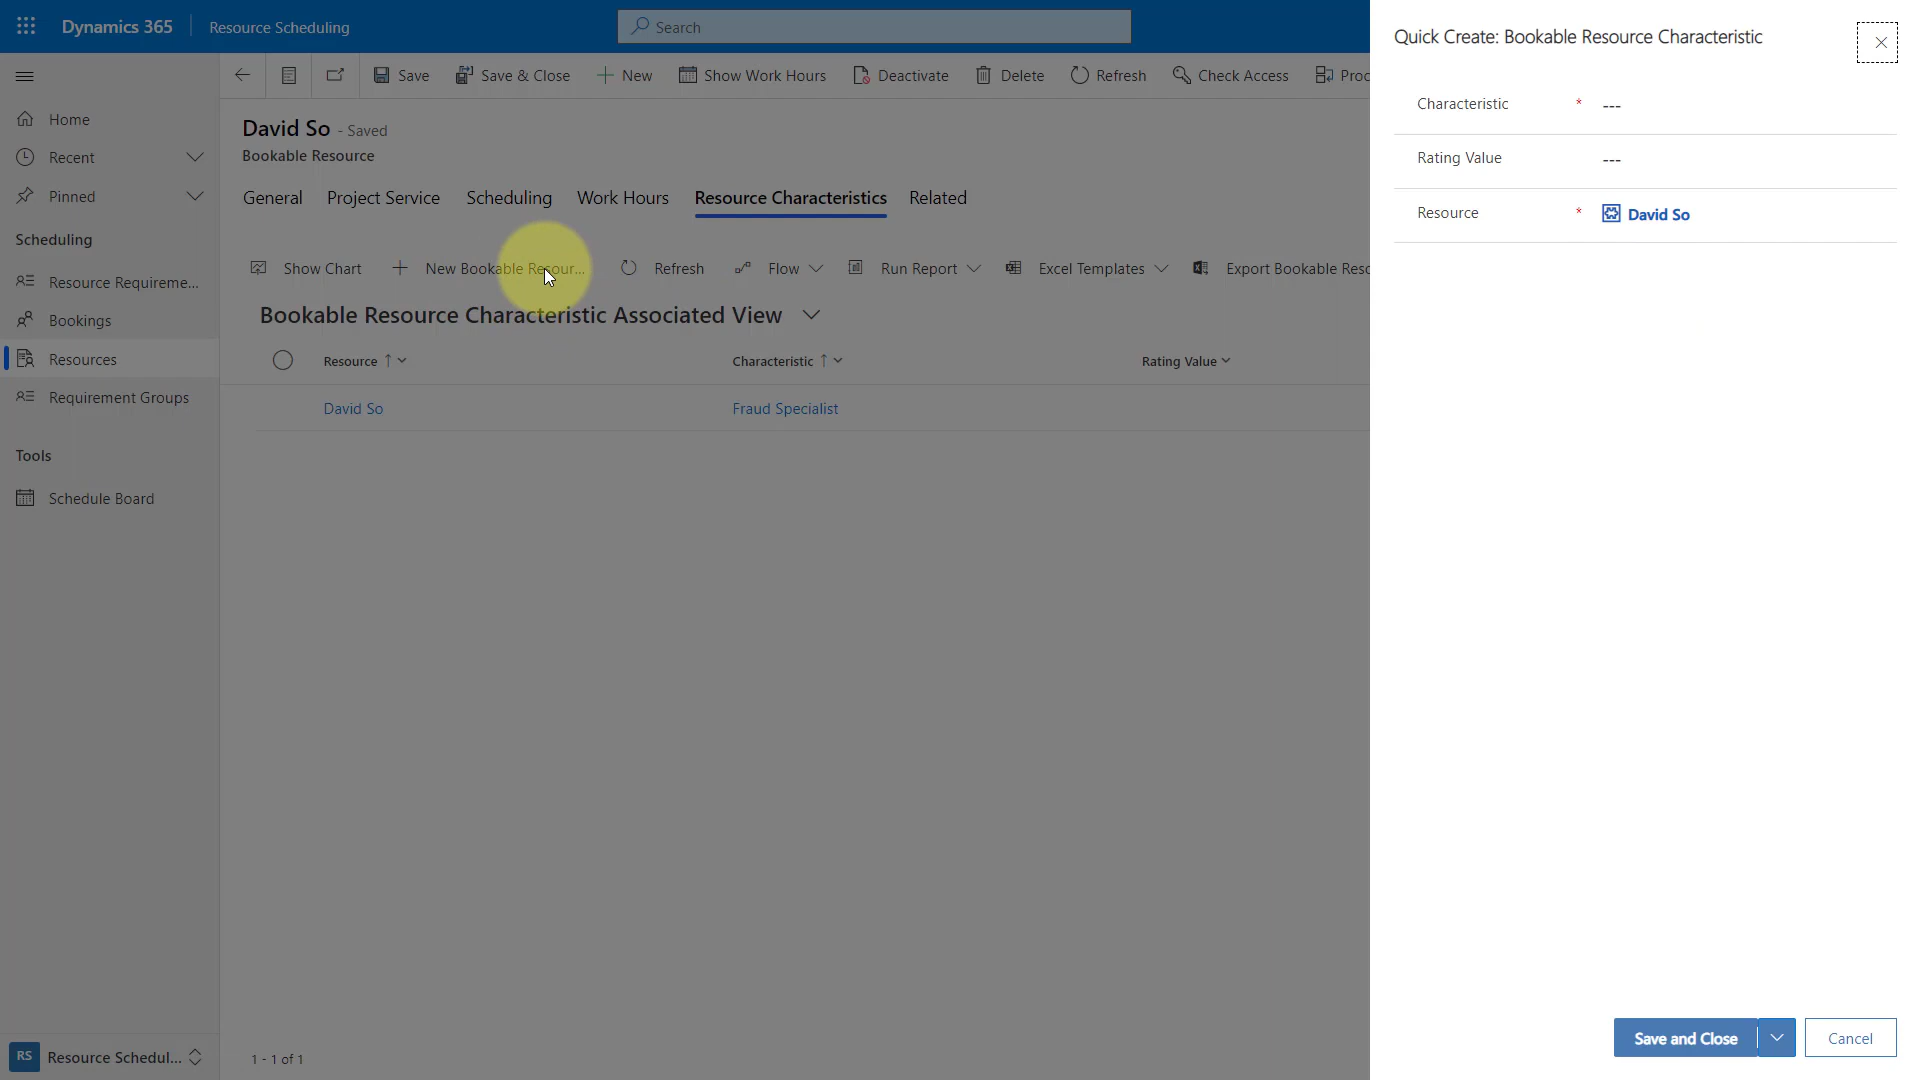 Dynamics 365
Resource Scheduling
Search
Home
Recent
Pinned
Scheduling
Resource Requireme...
Bookings
Resources
Requirement Groups
Tools
Schedule Board
RS
Resource Schedul...
Save
Save & Close
New
Show Work Hours
Deactivate
Delete
Refresh
Check Access
Proc
David So - Saved
Bookable Resource
General
Project Service
Scheduling
Work Hours
Resource Characteristics
Related
Show Chart
New Bookable Resour...
Refresh
Flow
Run Report
Excel Templates
Export Bookable Resc
Bookable Resource Characteristic Associated View
Resource
Characteristic
Rating Value
David So
Fraud Specialist
1 - 1 of 1
Quick Create: Bookable Resource Characteristic
Characteristic * ---
Rating Value ---
Resource * David So
Save and Close
Cancel